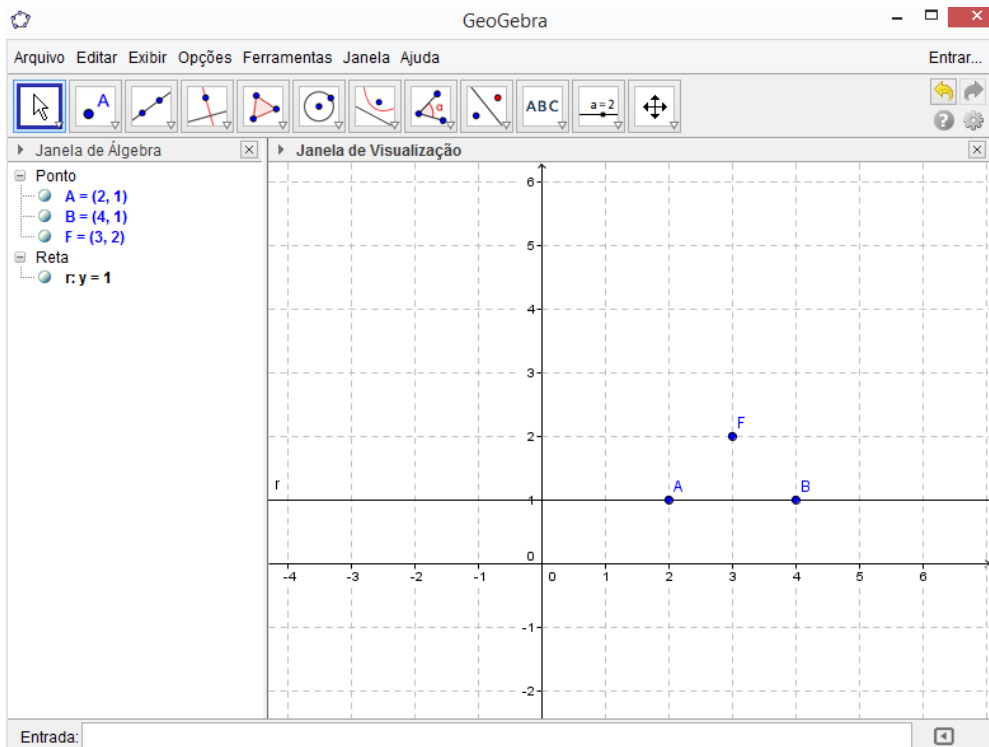 GeoGebra
Arquivo Editar Exibir Opções Ferramentas Janela Ajuda Entrar...
A α ABC a=2
Janela de Álgebra
Ponto
A = (2, 1)
B = (4, 1)
F = (3, 2)
Reta
r: y = 1
Janela de Visualização
6
5
4
3
2
1
0
-1
-2
-4 -3 -2 -1 0 1 2 3 4 5 6
r
A
B
F
Entrada: